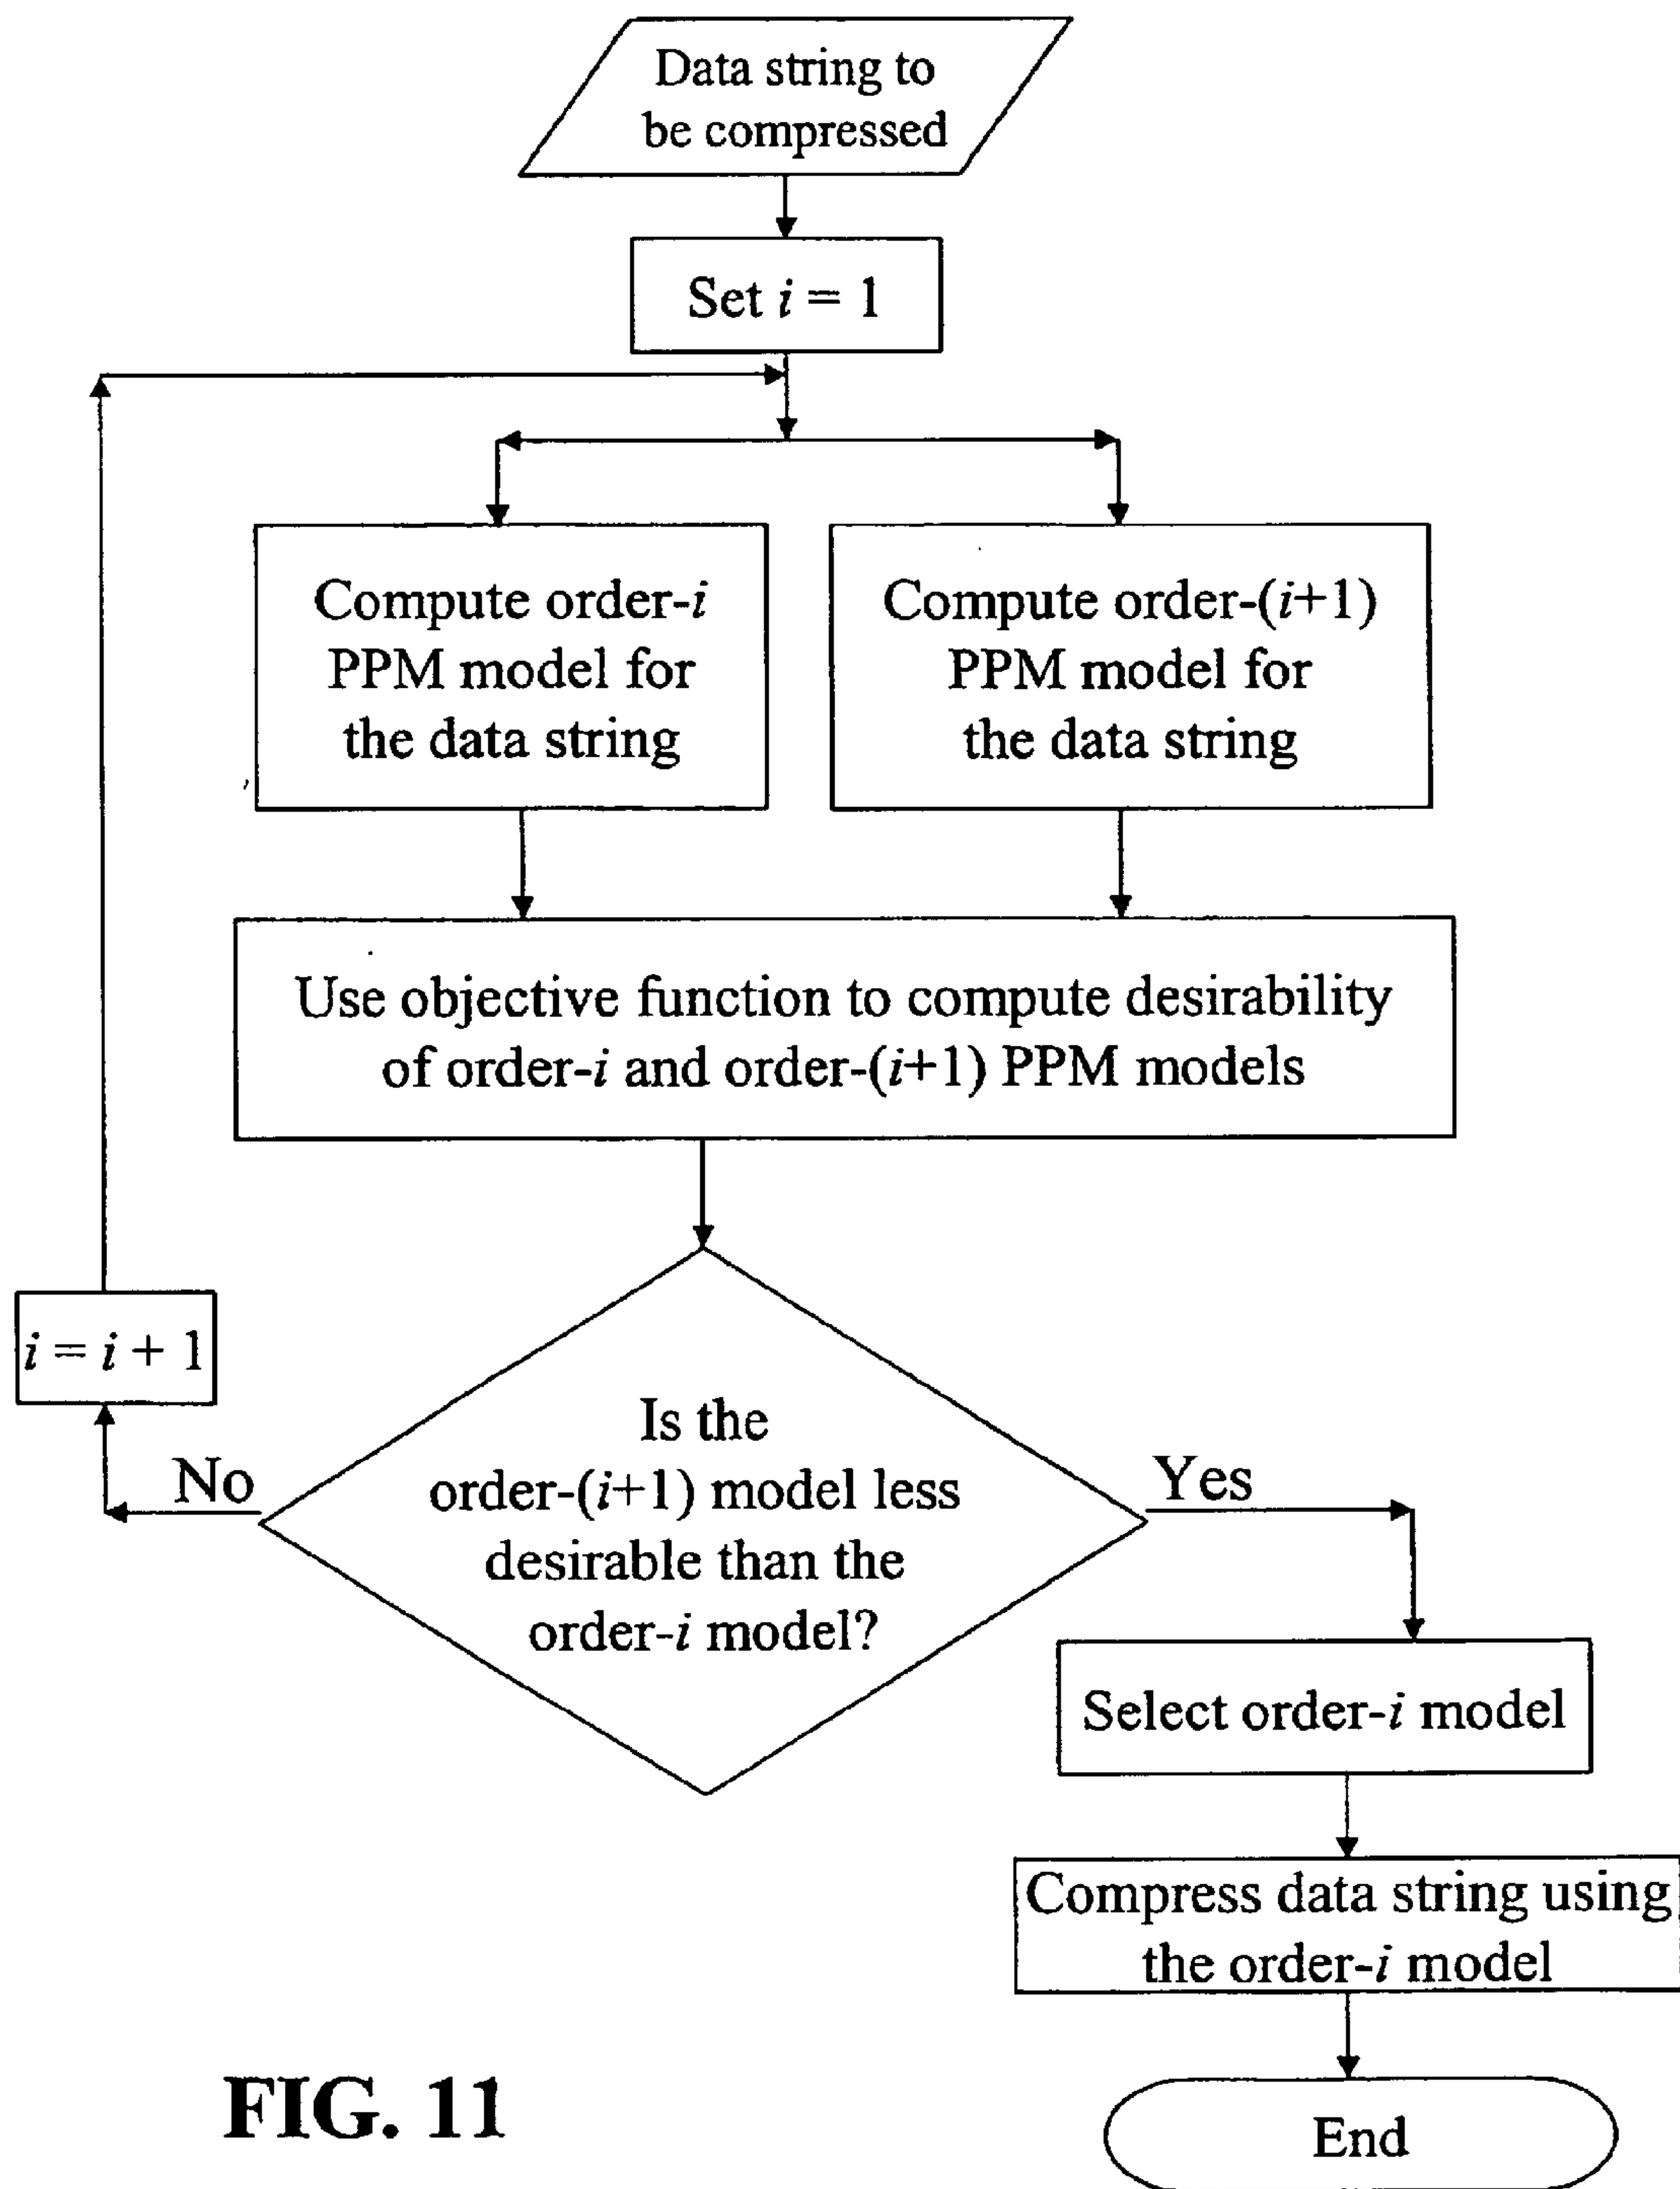 Data string to
be compressed
Set i = 1
Compute order-i
PPM model for
the data string
Compute order-(i+1)
PPM model for
the data string
Use objective function to compute desirability
of order-i and order-(i+1) PPM models
i = i + 1
No
Is the
order-(i+1) model less
desirable than the
order-i model?
Yes
Select order-i model
Compress data string using
the order-i model
End
FIG. 11